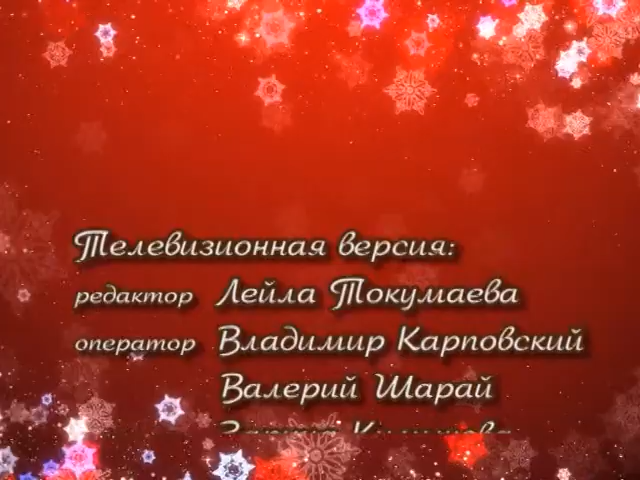 Телевизионная версия:
редактор Лейла Токумаева
оператор Владимир Карповский
Валерий Шарай